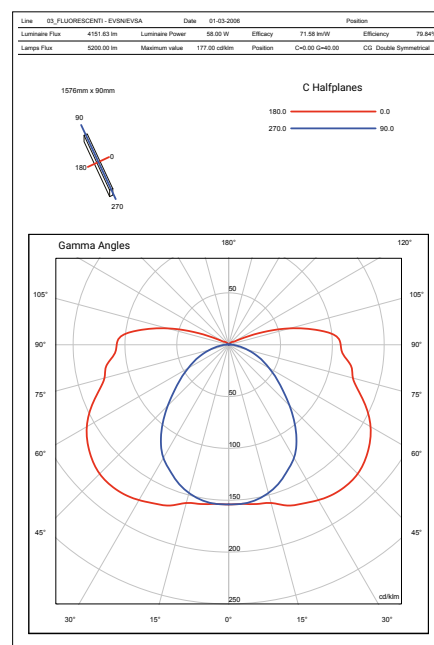 Line 03_FLUORESCENTI - EVSN/EVSA Date 01-03-2006 Position
Luminaire Flux 4151.63 lm Luminaire Power 58.00 W Efficacy 71.58 lm/W Efficiency 79.84%
Lamps Flux 5200.00 lm Maximum value 177.00 cd/klm Position C=0.00 G=40.00 CG Double Symmetrical
1576mm x 90mm
90
0
180
270
C Halfplanes
180.0 0.0
270.0 90.0
Gamma Angles
180° 120°
105° 50 105°
90° 90°
75° 50 75°
60° 100 60°
45° 150 45°
200
250 cd/klm
30° 15° 0° 15° 30°